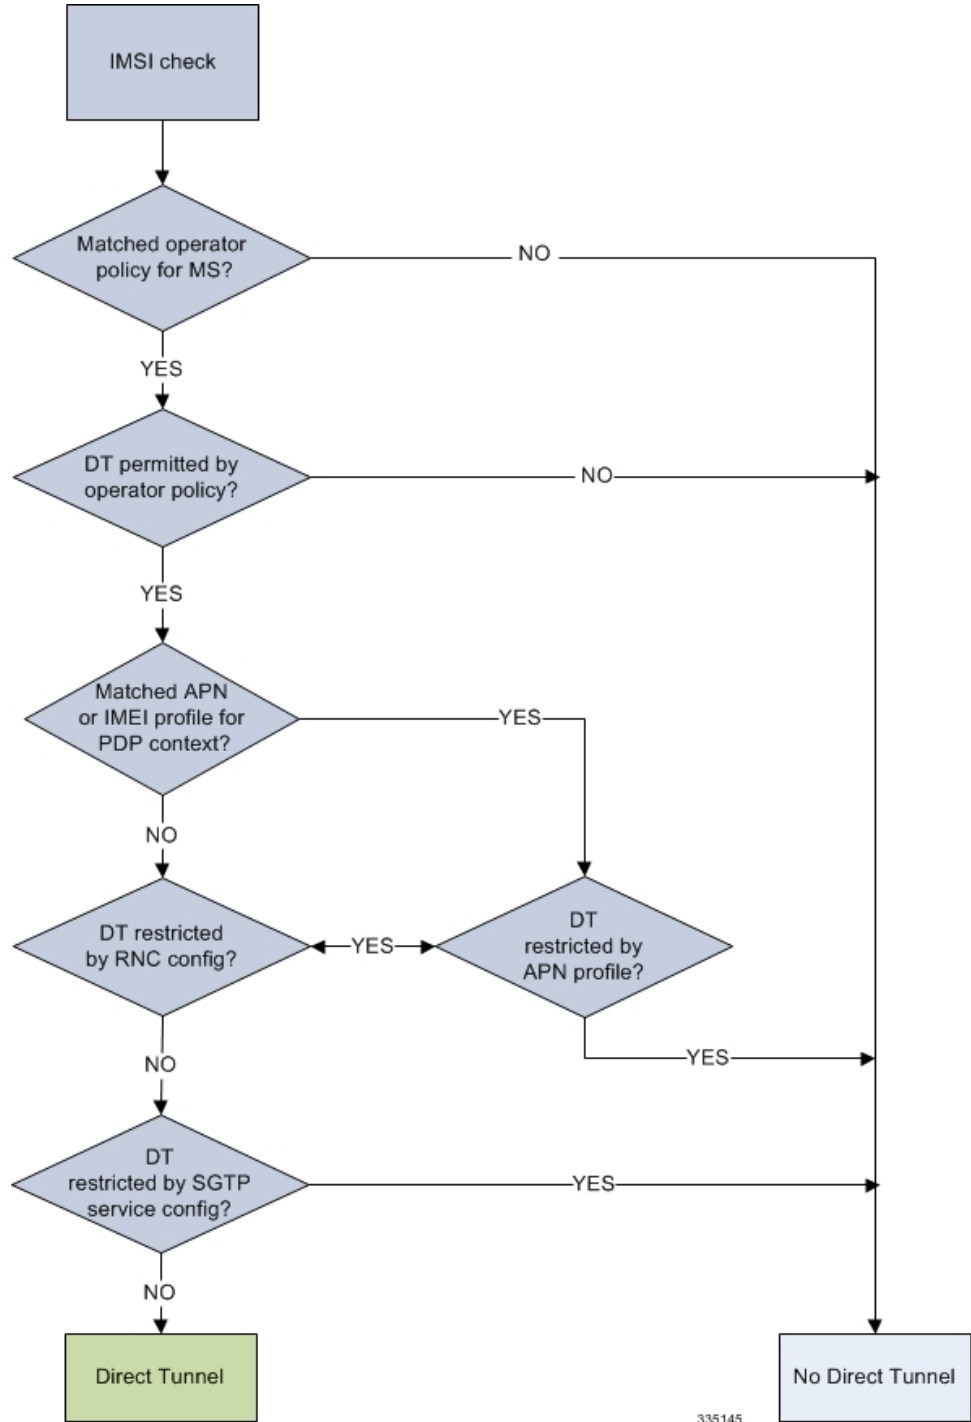 IMSI check
Matched operator
policy for MS?
NO
YES
DT permitted by
operator policy?
NO
YES
Matched APN
or IMEI profile for
PDP context?
YES
NO
DT restricted
by RNC config?
YES
DT
restricted by
APN profile?
YES
NO
DT
restricted by SGTP
service config?
YES
NO
Direct Tunnel
No Direct Tunnel
335145